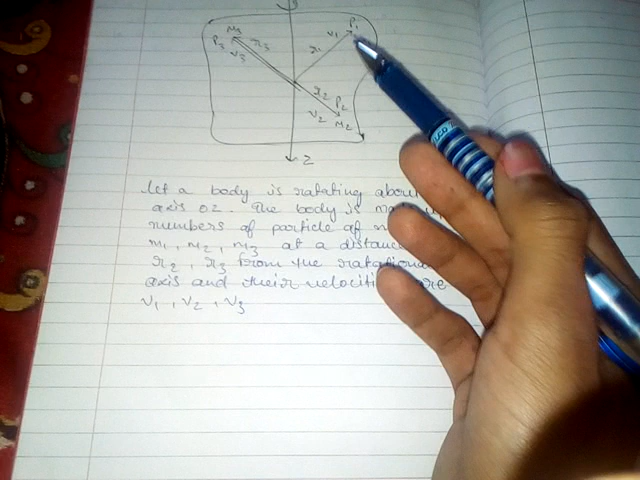 M3
P3
r3
v3
r1
v1
P1
r2
P2
v2
M2
Z
Let a body is rotating about
axis OZ. The body is
numbers of particle of
m1, m2, m3 at a distance
r2, r3 from the rotational
axis and their velocities are
v1, v2, v3